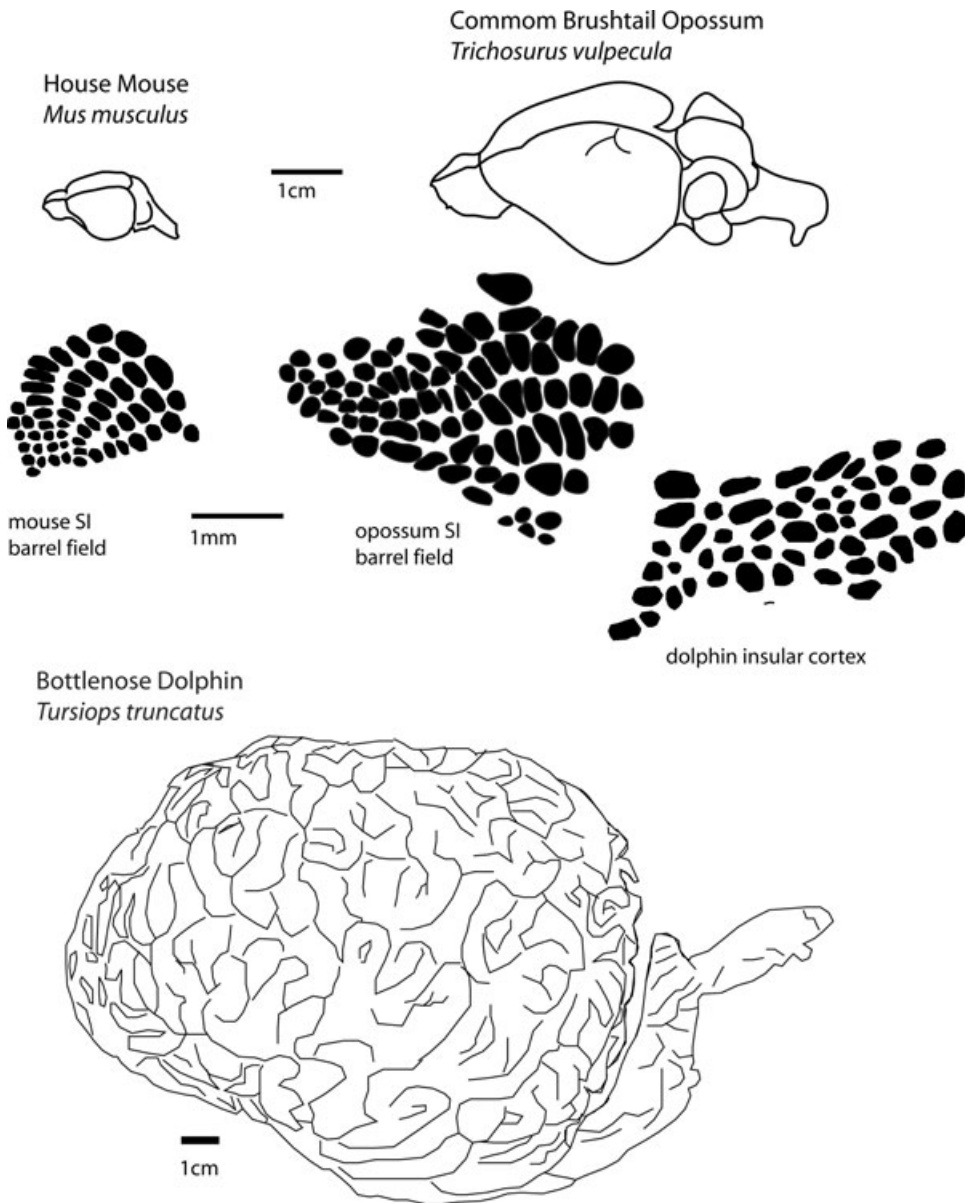 Commom Brushtail Opossum
Trichosurus vulpecula
House Mouse
Mus musculus
1cm
mouse SI
barrel field
1mm
opossum SI
barrel field
dolphin insular cortex
Bottlenose Dolphin
Tursiops truncatus
1cm